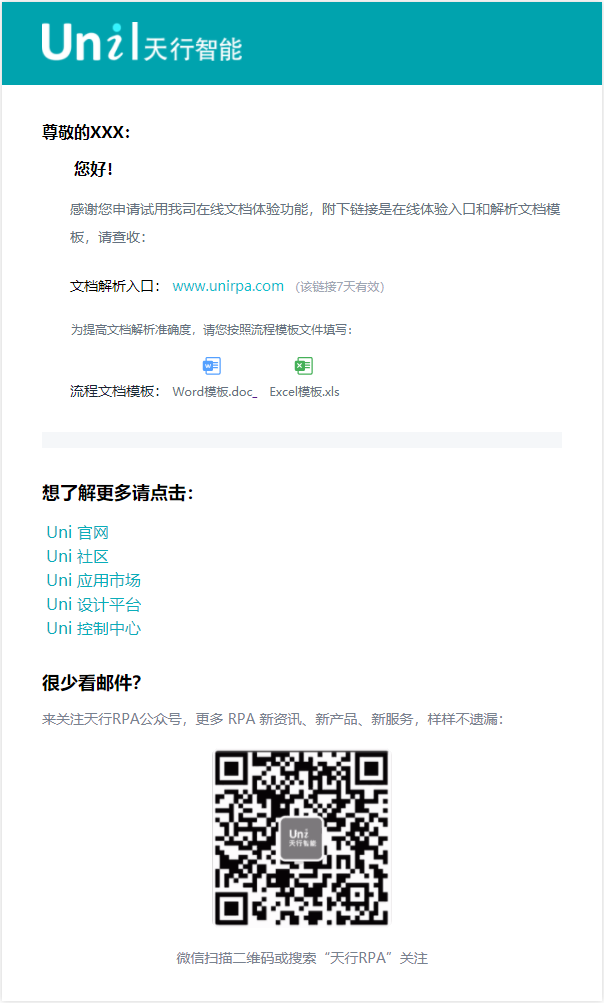 Uni|天行智能
尊敬的XXX：
您好！
感谢您申请试用我司在线文档体验功能，附下链接是在线体验入口和解析文档模
板，请查收：
文档解析入口： www.unirpa.com （该链接7天有效）
为提高文档解析准确度，请您按照流程模板文件填写：
流程文档模板： Word模板.doc_ Excel模板.xls
想了解更多请点击：
Uni 官网
Uni 社区
Uni 应用市场
Uni 设计平台
Uni 控制中心
很少看邮件？
来关注天行RPA公众号，更多 RPA 新资讯、新产品、新服务，样样不遗漏：
Uni
天行智能
微信扫描二维码或搜索“天行RPA”关注